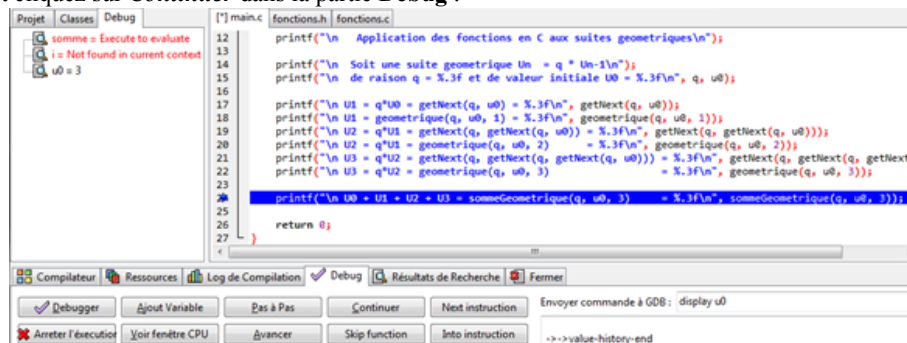 cliquez sur Continuer dans la partie Debug :
Projet Classes Debug
somme = Execute to evaluate
i = Not found in current context
u0 = 3
[*] main.c fonctions.h fonctions.c
12 printf("\n Application des fonctions en C aux suites geometriques\n");
13
14 printf("\n Soit une suite geometrique Un = q * Un-1\n");
15 printf("\n de raison q = %.3f et de valeur initiale U0 = %.3f\n", q, u0);
16
17 printf("\n U1 = q*U0 = getNext(q, u0) = %.3f\n", getNext(q, u0));
18 printf("\n U1 = geometrique(q, u0, 1) = %.3f\n", geometrique(q, u0, 1));
19 printf("\n U2 = q*U1 = getNext(q, getNext(q, u0)) = %.3f\n", getNext(q, getNext(q, u0)));
20 printf("\n U2 = q*U1 = geometrique(q, u0, 2) = %.3f\n", geometrique(q, u0, 2));
21 printf("\n U3 = q*U2 = getNext(q, getNext(q, getNext(q, u0))) = %.3f\n", getNext(q, getNext(q, getNext
22 printf("\n U3 = q*U2 = geometrique(q, u0, 3) = %.3f\n", geometrique(q, u0, 3));
23
printf("\n U0 + U1 + U2 + U3 = sommeGeometrique(q, u0, 3) = %.3f\n", sommeGeometrique(q, u0, 3));
25
26 return 0;
27 }
Compilateur Ressources Log de Compilation Debug Résultats de Recherche Fermer
Debugger Ajout Variable Pas à Pas Continuer Next instruction Envoyer commande à GDB : display u0
Arreter l'éxecution Voir fenêtre CPU Avancer Skip function Into instruction ->->value-history-end